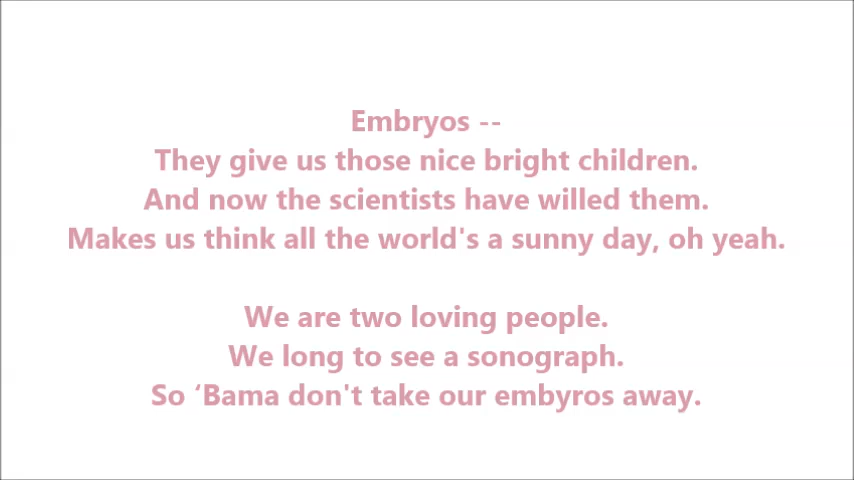 Embryos --
They give us those nice bright children.
And now the scientists have willed them.
Makes us think all the world's a sunny day, oh yeah.
We are two loving people.
We long to see a sonograph.
So ‘Bama don't take our embyros away.